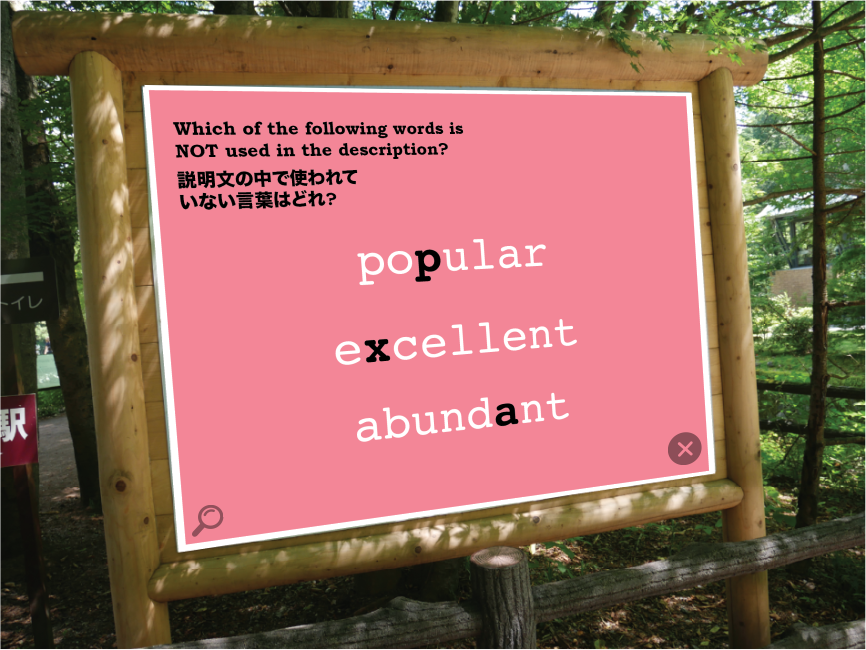 Which of the following words is
NOT used in the description?
説明文の中で使われて
いない言葉はどれ?
popular
excellent
abundant
トイレ
駅